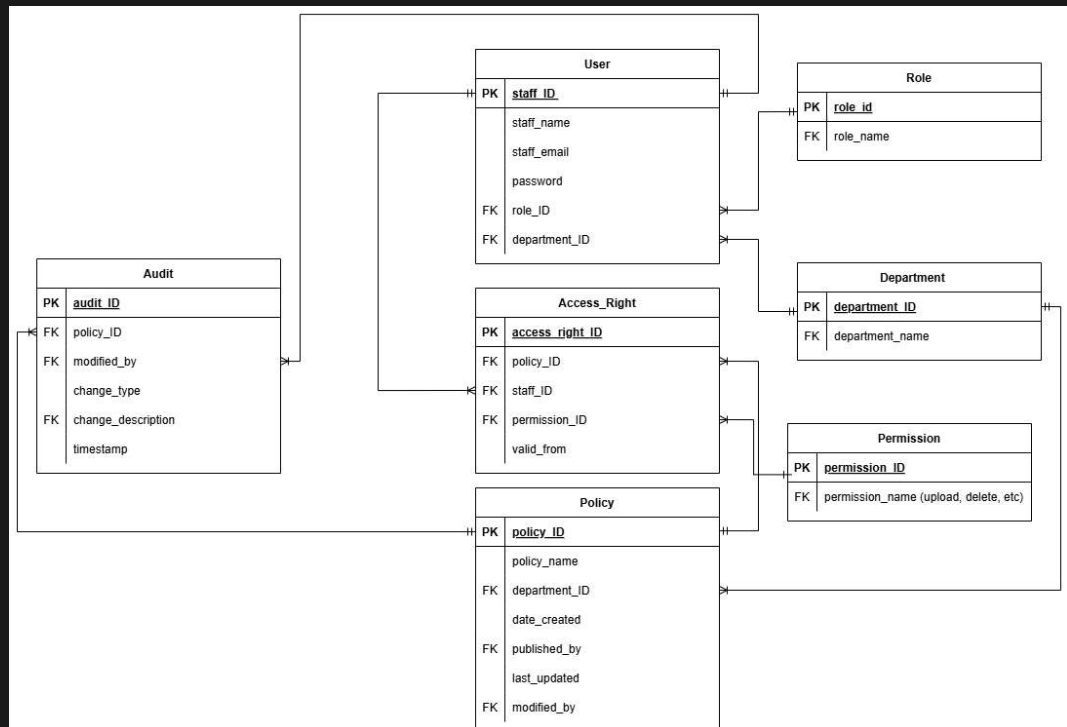 User
PK staff_ID
staff_name
staff_email
password
FK role_ID
FK department_ID
Role
PK role_id
FK role_name
Audit
PK audit_ID
FK policy_ID
FK modified_by
change_type
FK change_description
timestamp
Access_Right
PK access_right_ID
FK policy_ID
FK staff_ID
FK permission_ID
valid_from
Department
PK department_ID
FK department_name
Permission
PK permission_ID
FK permission_name (upload, delete, etc)
Policy
PK policy_ID
policy_name
FK department_ID
date_created
FK published_by
last_updated
FK modified_by